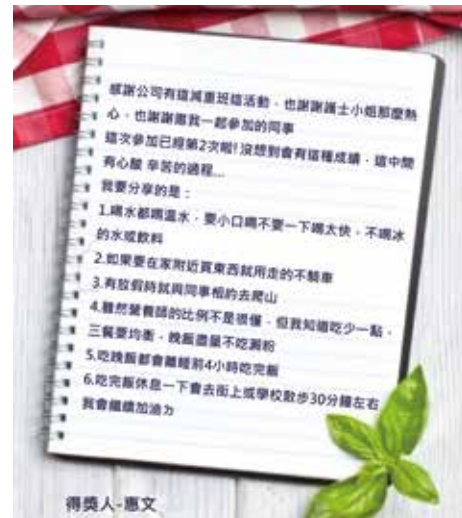 感謝公司有這減重班這活動，也謝謝護士小姐那麼熱
心，也謝謝邀我一起參加的同事
這次參加已經第2次啦!沒想到會有這種成績，這中間
有心酸 辛苦的過程...
我要分享的是：
1.喝水都喝溫水，要小口喝不要一下喝太快，不喝冰
的水或飲料
2.如果要在家附近買東西就用走的不騎車
3.有放假時就與同事相約去爬山
4.雖然營養師的比例不是很懂，但我知道吃少一點，
三餐要均衡，晚飯盡量不吃澱粉
5.吃晚飯都會離睡前4小時吃完飯
6.吃完飯休息一下會去街上或學校散步30分鐘左右
我會繼續加油ㄉ
得獎人-惠文